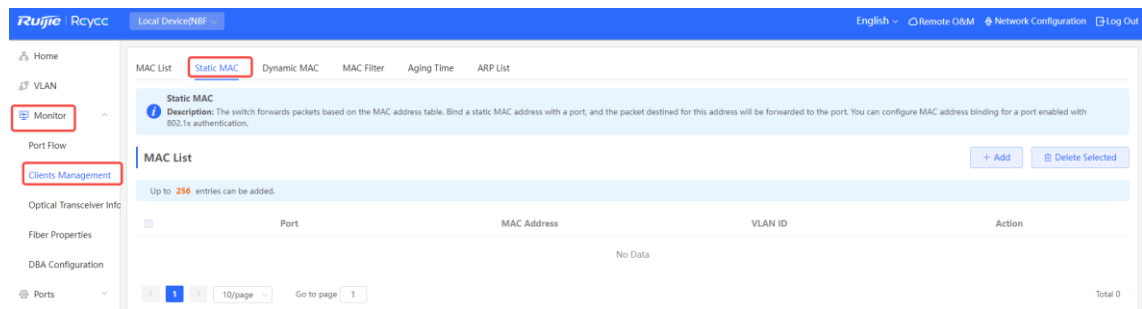 Ruijie | Rcycc Local Device(NBF English Remote O&M Network Configuration Log Out
Home
VLAN
Monitor
Port Flow
Clients Management
Optical Transceiver Info
Fiber Properties
DBA Configuration
Ports
MAC List Static MAC Dynamic MAC MAC Filter Aging Time ARP List
Static MAC
Description: The switch forwards packets based on the MAC address table. Bind a static MAC address with a port, and the packet destined for this address will be forwarded to the port. You can configure MAC address binding for a port enabled with
802.1x authentication.
MAC List + Add Delete Selected
Up to 256 entries can be added.
Port MAC Address VLAN ID Action
No Data
< 1 > 10/page Go to page 1 Total 0